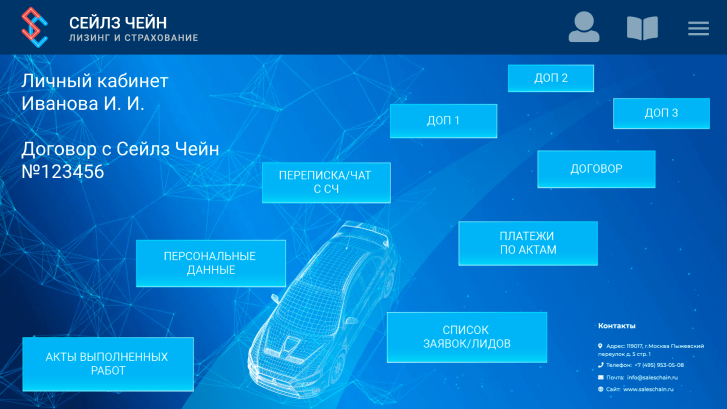 СЕЙЛЗ ЧЕЙН
ЛИЗИНГ И СТРАХОВАНИЕ
Личный кабинет
Иванова И. И.
Договор с Сейлз Чейн
№123456
ДОП 2
ДОП 1
ДОП 3
ДОГОВОР
ПЕРЕПИСКА/ЧАТ
С СЧ
ПЛАТЕЖИ
ПО АКТАМ
ПЕРСОНАЛЬНЫЕ
ДАННЫЕ
СПИСОК
ЗАЯВОК/ЛИДОВ
АКТЫ ВЫПОЛНЕННЫХ
РАБОТ
Контакты
Адрес: 119017, г.Москва Пыжевский
переулок д. 5 стр. 1
Телефон: +7 (495) 953-05-08
Почта: info@saleschain.ru
Сайт: www.saleschain.ru